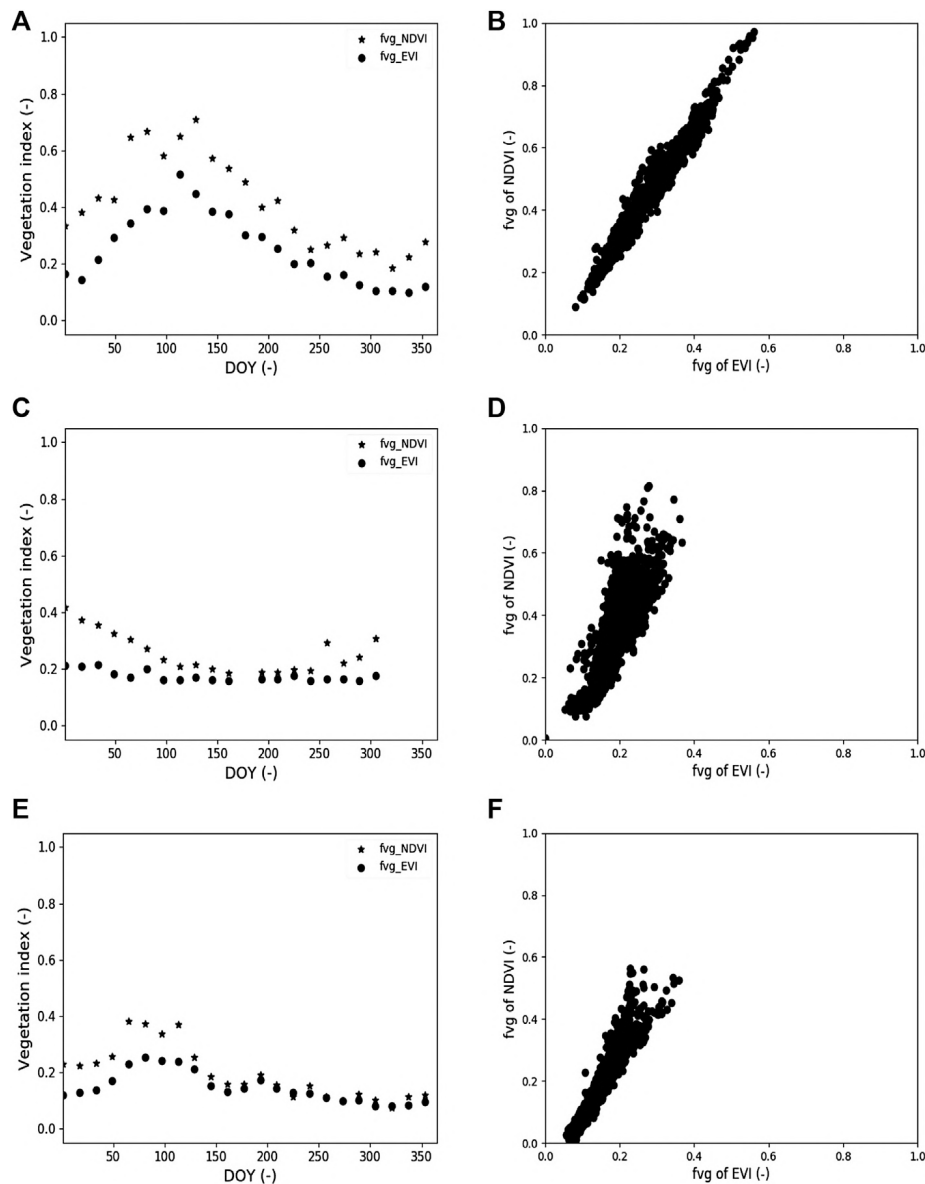 A
1.0
0.8
0.6
0.4
0.2
0.0
Vegetation index (-)
fvg_NDVI
fvg_EVI
50 100 150 200 250 300 350
DOY (-)
B
1.0
0.8
0.6
0.4
0.2
0.0
fvg of NDVI (-)
0.0 0.2 0.4 0.6 0.8 1.0
fvg of EVI (-)
C
1.0
0.8
0.6
0.4
0.2
0.0
Vegetation index (-)
fvg_NDVI
fvg_EVI
50 100 150 200 250 300 350
DOY (-)
D
1.0
0.8
0.6
0.4
0.2
0.0
fvg of NDVI (-)
0.0 0.2 0.4 0.6 0.8 1.0
fvg of EVI (-)
E
1.0
0.8
0.6
0.4
0.2
0.0
Vegetation index (-)
fvg_NDVI
fvg_EVI
50 100 150 200 250 300 350
DOY (-)
F
1.0
0.8
0.6
0.4
0.2
0.0
fvg of NDVI (-)
0.0 0.2 0.4 0.6 0.8 1.0
fvg of EVI (-)